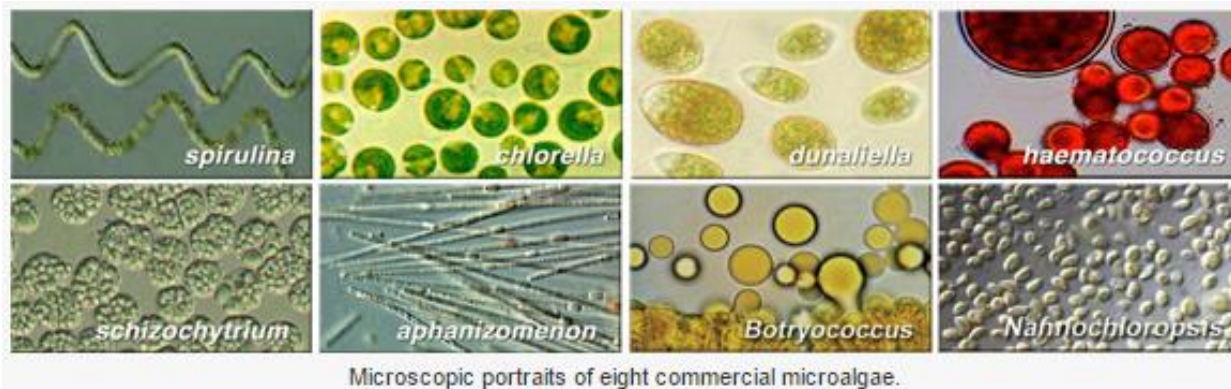 spirulina
chlorella
dunaliella
haematococcus
schizochytrium
aphanizomenon
Botryococcus
Nannochloropsis
Microscopic portraits of eight commercial microalgae.